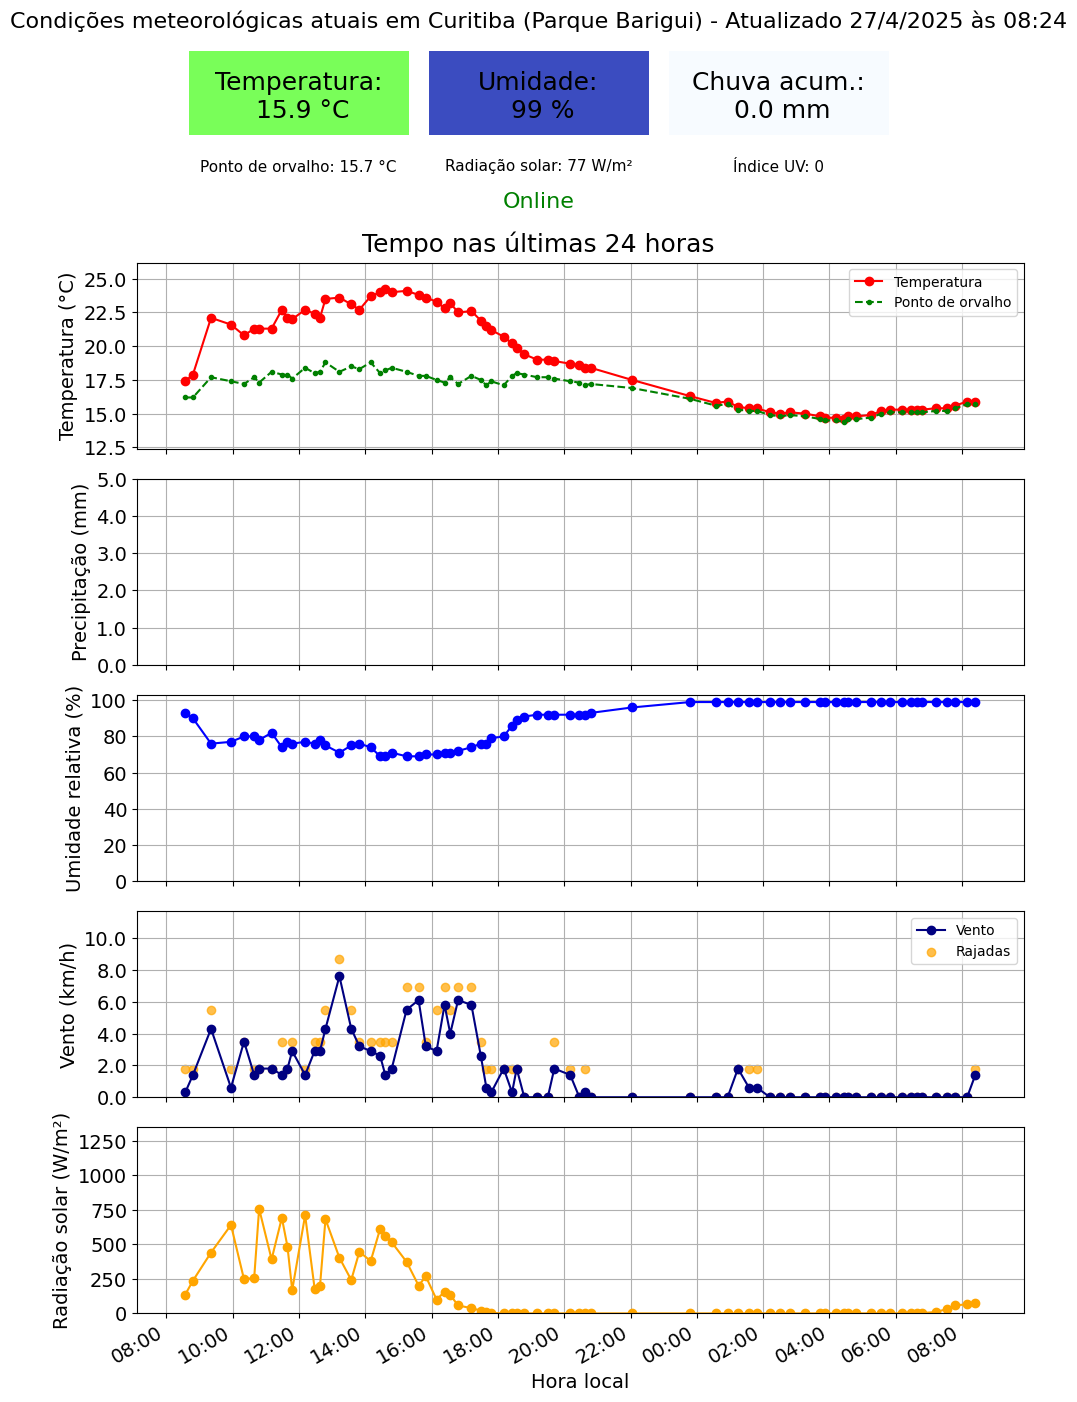 Condições meteorológicas atuais em Curitiba (Parque Barigui) - Atualizado 27/4/2025 às 08:24
Temperatura:
15.9 °C
Umidade:
99 %
Chuva acum.:
0.0 mm
Ponto de orvalho: 15.7 °C
Radiação solar: 77 W/m²
Índice UV: 0
Online
Tempo nas últimas 24 horas
Temperatura (°C)
25.0
22.5
20.0
17.5
15.0
12.5
Temperatura
Ponto de orvalho
Precipitação (mm)
5.0
4.0
3.0
2.0
1.0
0.0
Umidade relativa (%)
100
80
60
40
20
0
Vento (km/h)
10.0
8.0
6.0
4.0
2.0
0.0
Vento
Rajadas
Radiação solar (W/m²)
1250
1000
750
500
250
0
08:00
10:00
12:00
14:00
16:00
18:00
20:00
22:00
00:00
02:00
04:00
06:00
08:00
Hora local